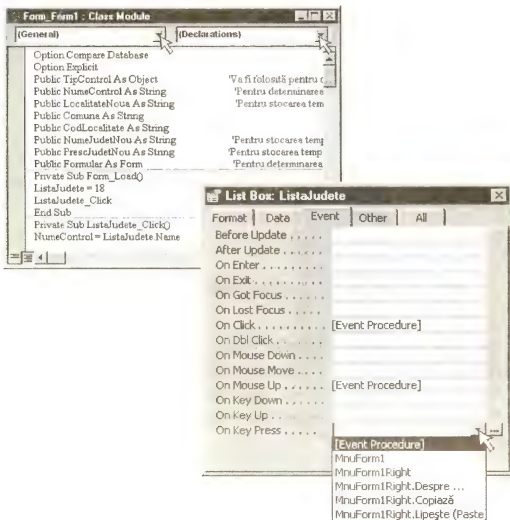 Form_Form1 : Class Module
(General) (Declarations)
Option Compare Database
Option Explicit
Public TipControl As Object 'Va fi folosită pentru
Public NumeControl As String 'Pentru determinarea
Public LocalitateNoua As String 'Pentru stocarea tem
Public Comuna As String
Public CodLocalitate As String
Public NumeJudetNou As String 'Pentru stocarea temp
Public PrescJudetNou As String 'Pentru stocarea temp
Public Formular As Form 'Pentru determinarea
Private Sub Form_Load()
ListaJudete = 18
ListaJudete_Click
End Sub
Private Sub ListaJudete_Click()
NumeControl = ListaJudete.Name
List Box: ListaJudete
Format Data Event Other All
Before Update . . . . .
After Update . . . . . .
On Enter . . . . . . . . .
On Exit . . . . . . . . . .
On Got Focus . . . . . .
On Lost Focus . . . . .
On Click . . . . . . . . . [Event Procedure]
On Dbl Click . . . . . .
On Mouse Down . . . .
On Mouse Move . . . .
On Mouse Up . . . . . [Event Procedure]
On Key Down . . . . . .
On Key Up . . . . . . .
On Key Press . . . . . ...
[Event Procedure]
MnuForm1
MnuForm1Right
MnuForm1Right.Despre ...
MnuForm1Right.Copiază
MnuForm1Right.Lipeşte (Paste)